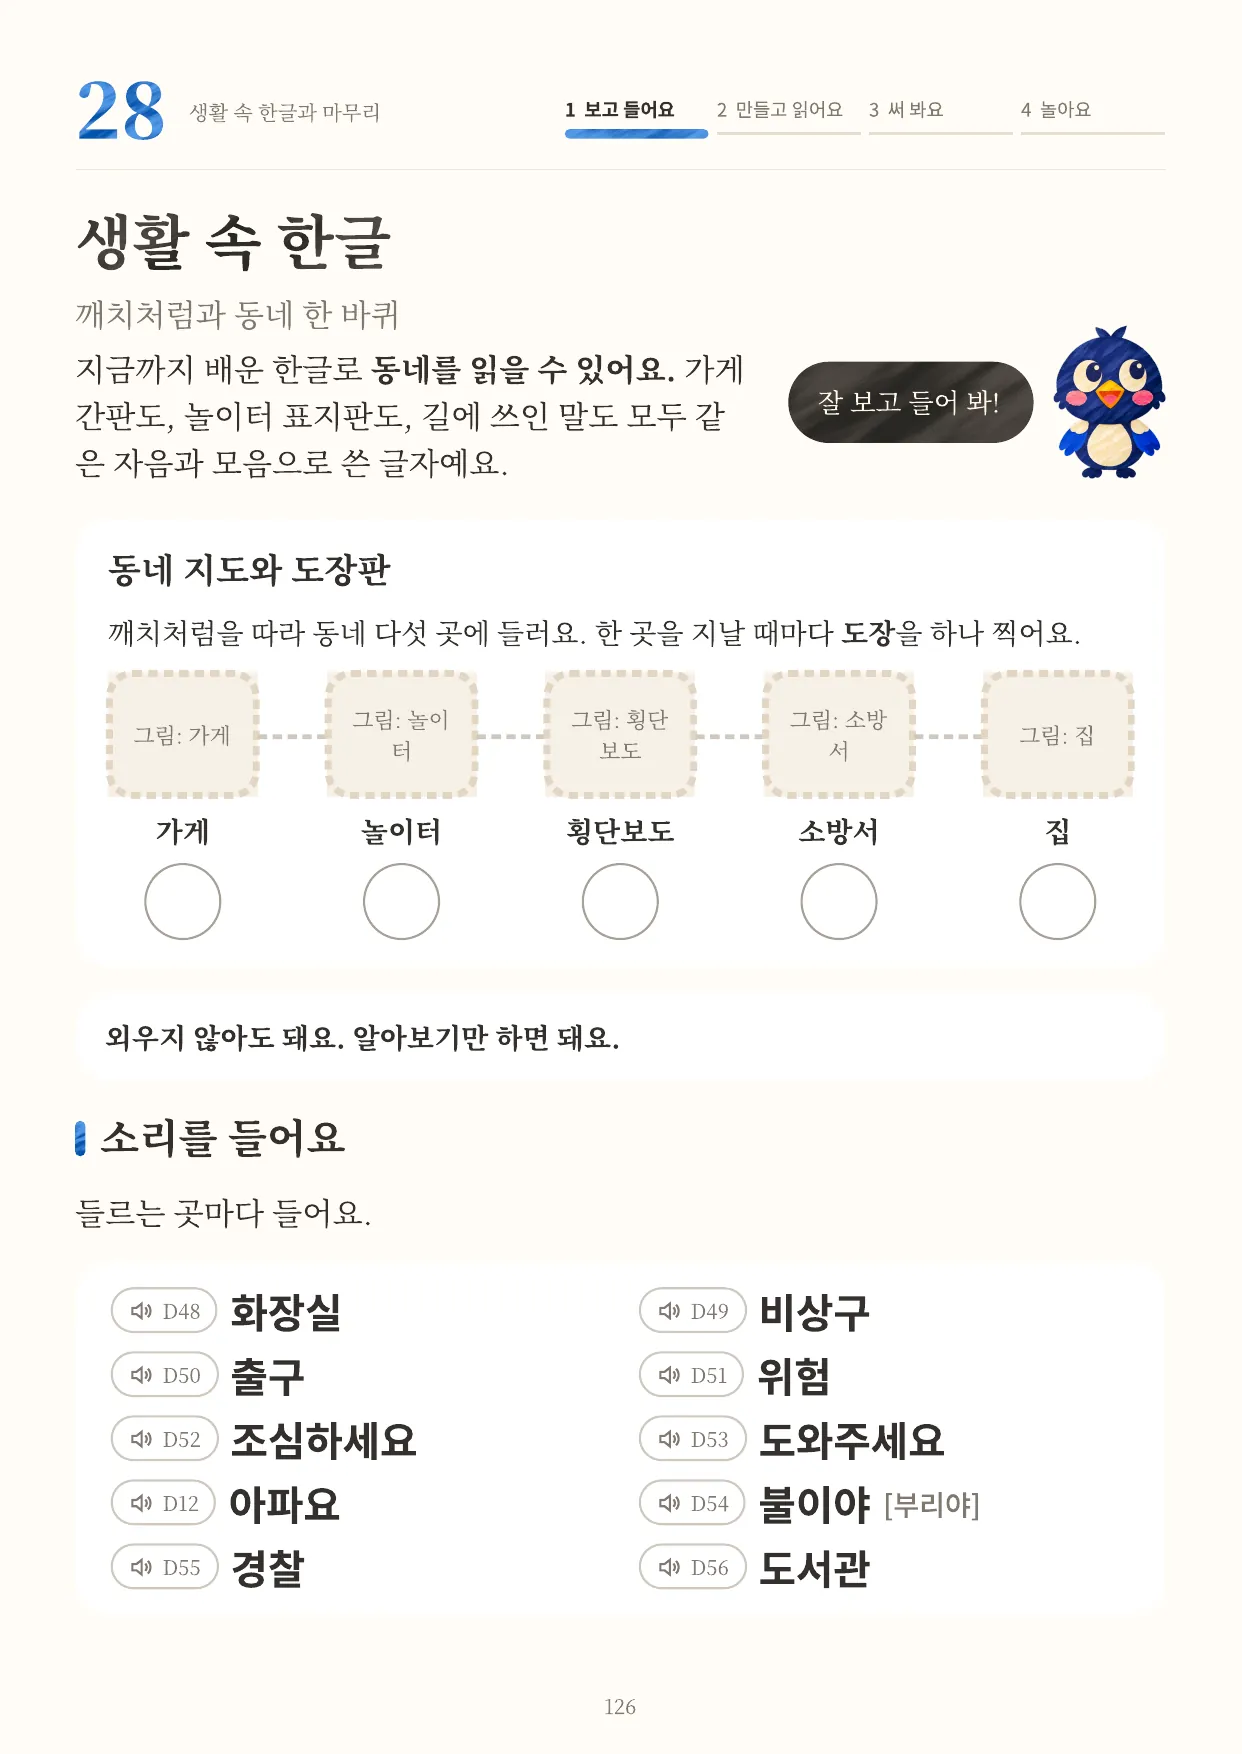 28 생활 속 한글과 마무리
1 보고 들어요 2 만들고 읽어요 3 써 봐요 4 놀아요
생활 속 한글
깨치처럼과 동네 한 바퀴
지금까지 배운 한글로 동네를 읽을 수 있어요. 가게
간판도, 놀이터 표지판도, 길에 쓰인 말도 모두 같
은 자음과 모음으로 쓴 글자예요.
잘 보고 들어 봐!
동네 지도와 도장판
깨치처럼을 따라 동네 다섯 곳에 들러요. 한 곳을 지날 때마다 도장을 하나 찍어요.
그림: 가게
그림: 놀이
터
그림: 횡단
보도
그림: 소방
서
그림: 집
가게 놀이터 횡단보도 소방서 집
외우지 않아도 돼요. 알아보기만 하면 돼요.
소리를 들어요
들르는 곳마다 들어요.
D48 화장실 D49 비상구
D50 출구 D51 위험
D52 조심하세요 D53 도와주세요
D12 아파요 D54 불이야 [부리야]
D55 경찰 D56 도서관
126